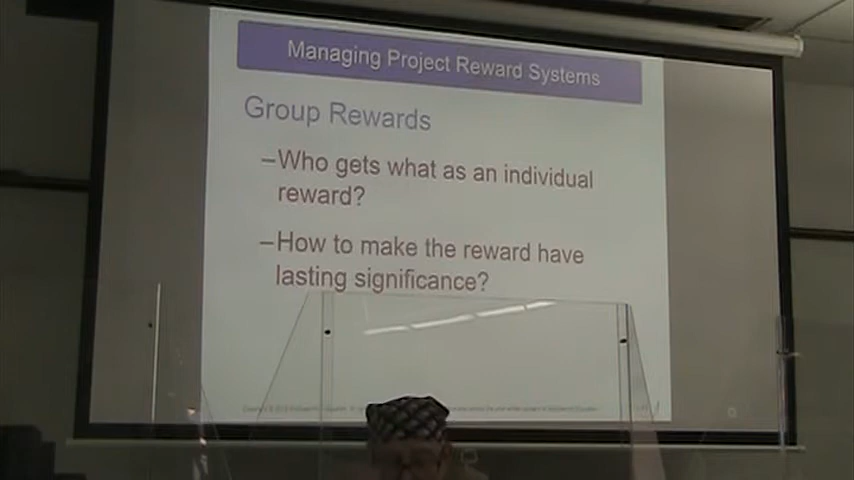 Managing Project Reward Systems
Group Rewards
–Who gets what as an individual
reward?
–How to make the reward have
lasting significance?